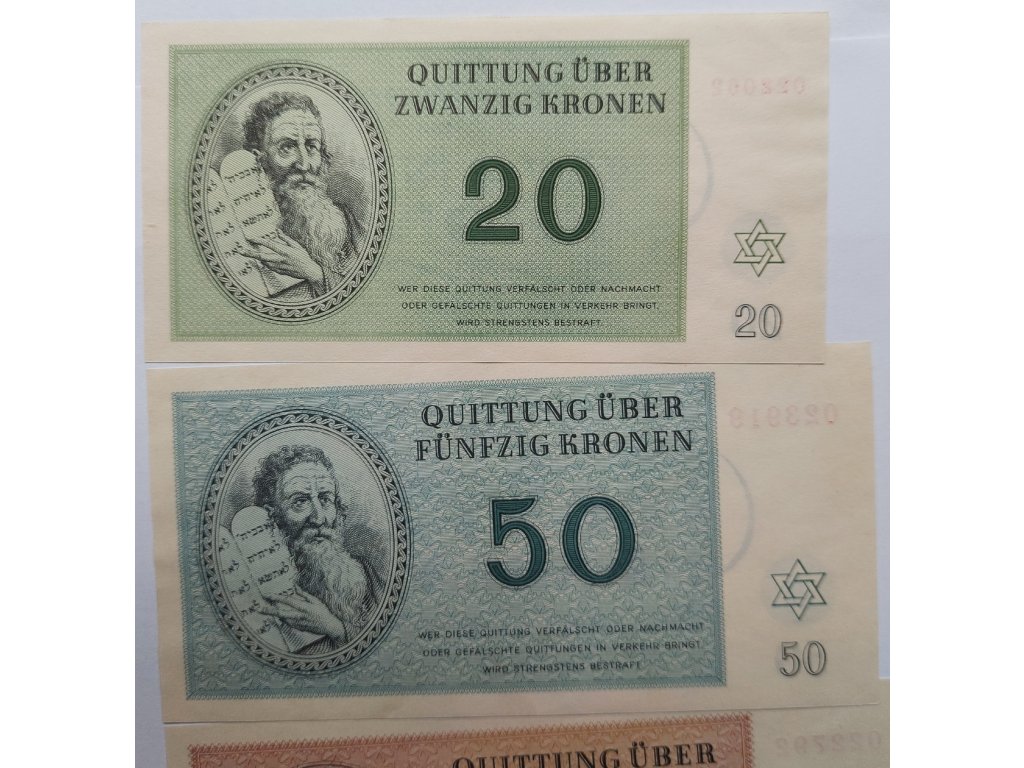 QUITTUNG ÜBER
ZWANZIG KRONEN
20
WER DIESE QUITTUNG VERFÄLSCHT ODER NACHMACHT
ODER GEFÄLSCHTE QUITTUNGEN IN VERKEHR BRINGT,
WIRD STRENGSTENS BESTRAFT.
022062
20
QUITTUNG ÜBER
FÜNFZIG KRONEN
50
WER DIESE QUITTUNG VERFÄLSCHT ODER NACHMACHT
ODER GEFÄLSCHTE QUITTUNGEN IN VERKEHR BRINGT,
WIRD STRENGSTENS BESTRAFT.
50
QUITTUNG ÜBER